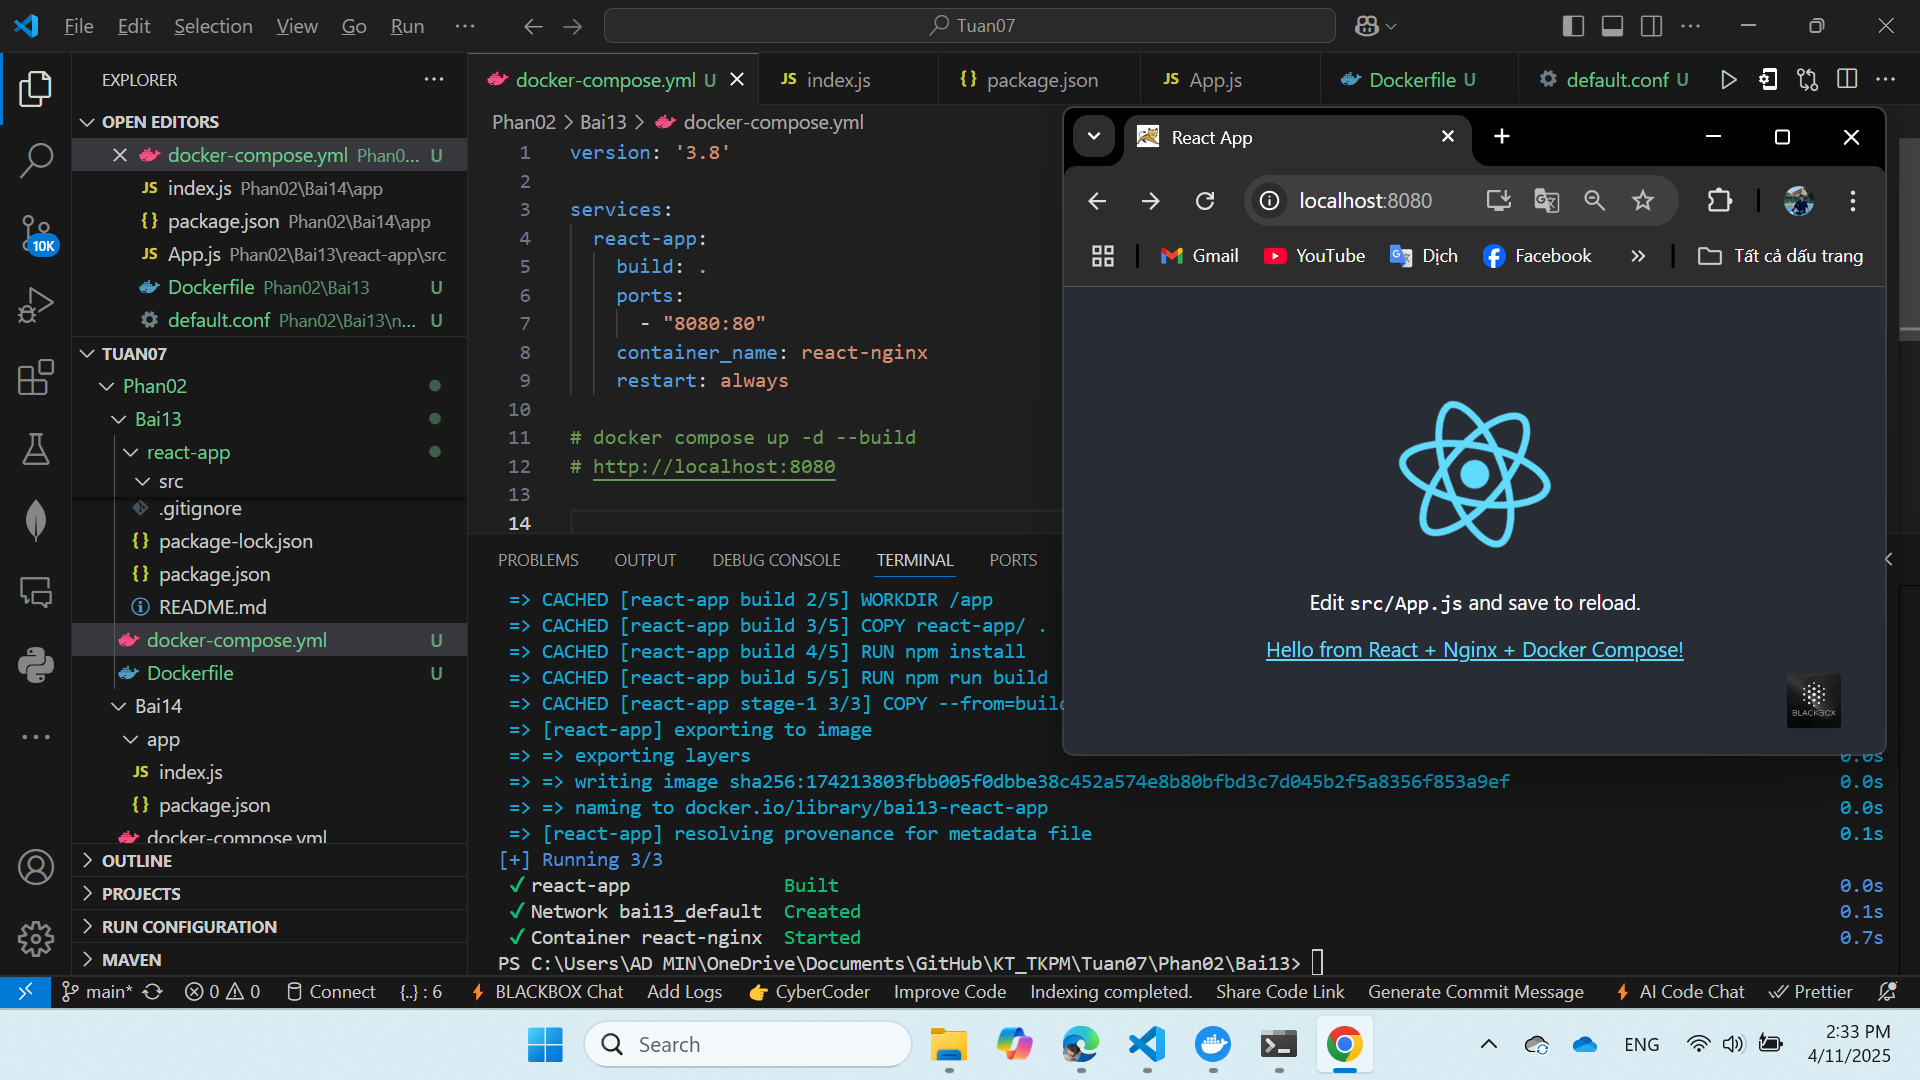 File Edit Selection View Go Run ··· Tuan07
EXPLORER
OPEN EDITORS
docker-compose.yml Phan0... U
index.js Phan02\Bai14\app
package.json Phan02\Bai14\app
App.js Phan02\Bai13\react-app\src
Dockerfile Phan02\Bai13 U
default.conf Phan02\Bai13\n... U
10K
TUAN07
Phan02
Bai13
react-app
src
.gitignore
package-lock.json
package.json
README.md
docker-compose.yml U
Dockerfile U
Bai14
app
index.js
package.json
docker-compose.yml
OUTLINE
PROJECTS
RUN CONFIGURATION
MAVEN
docker-compose.yml U JS index.js package.json JS App.js Dockerfile U default.conf U
Phan02 > Bai13 > docker-compose.yml
1 version: '3.8'
2
3 services:
4 react-app:
5 build: .
6 ports:
7 - "8080:80"
8 container_name: react-nginx
9 restart: always
10
11 # docker compose up -d --build
12 # http://localhost:8080
13
14
PROBLEMS OUTPUT DEBUG CONSOLE TERMINAL PORTS
=> CACHED [react-app build 2/5] WORKDIR /app
=> CACHED [react-app build 3/5] COPY react-app/ .
=> CACHED [react-app build 4/5] RUN npm install
=> CACHED [react-app build 5/5] RUN npm run build
=> CACHED [react-app stage-1 3/3] COPY --from=build
=> [react-app] exporting to image
=> => exporting layers 0.0s
=> => writing image sha256:174213803fbb005f0dbbe38c452a574e8b80bfbd3c7d045b2f5a8356f853a9ef 0.0s
=> => naming to docker.io/library/bai13-react-app 0.0s
=> [react-app] resolving provenance for metadata file 0.1s
[+] Running 3/3
✓ react-app Built 0.0s
✓ Network bai13_default Created 0.1s
✓ Container react-nginx Started 0.7s
PS C:\Users\AD MIN\OneDrive\Documents\GitHub\KT_TKPM\Tuan07\Phan02\Bai13>
React App
localhost:8080
Gmail YouTube Dịch Facebook » Tất cả dấu trang
Edit src/App.js and save to reload.
Hello from React + Nginx + Docker Compose!
BLACKBOX
main* 0 0 Connect {..} : 6 BLACKBOX Chat Add Logs CyberCoder Improve Code Indexing completed. Share Code Link Generate Commit Message AI Code Chat Prettier
Search ENG 2:33 PM
4/11/2025